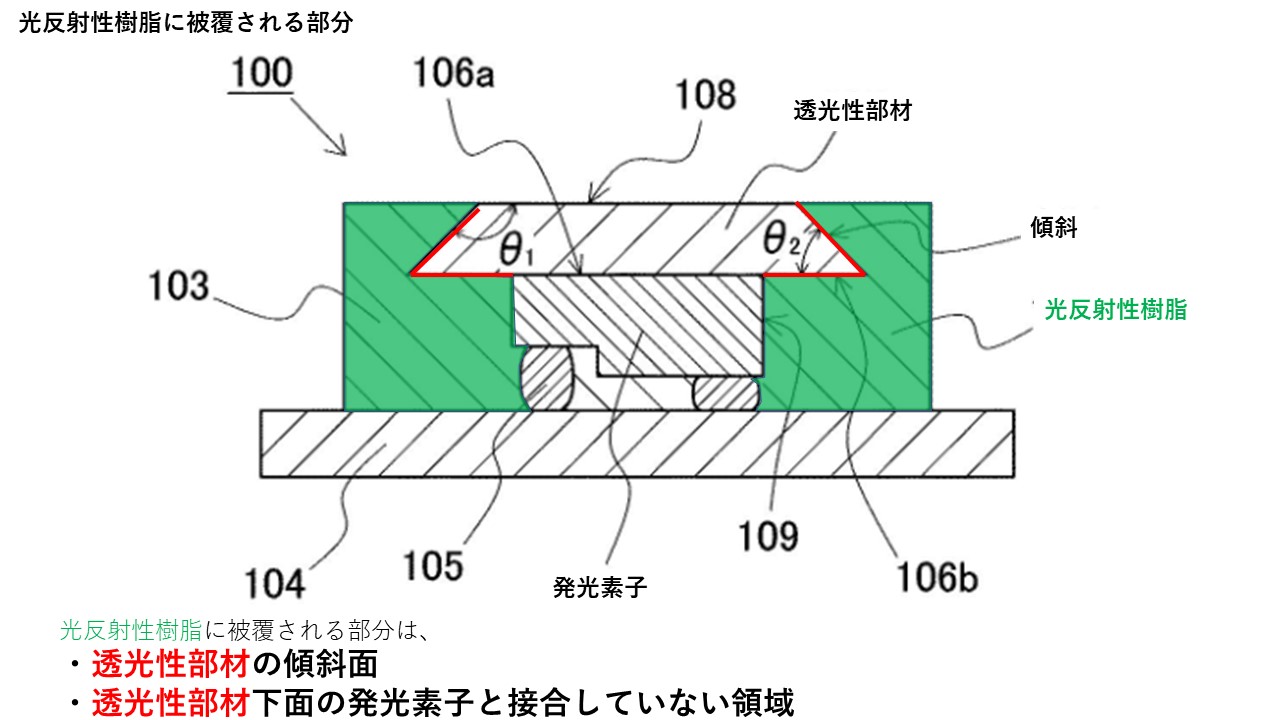 光反射性樹脂に被覆される部分
100
106a
108
透光性部材
傾斜
θ1
θ2
103
光反射性樹脂
105
104
発光素子
109
106b
光反射性樹脂に被覆される部分は、
・透光性部材の傾斜面
・透光性部材下面の発光素子と接合していない領域